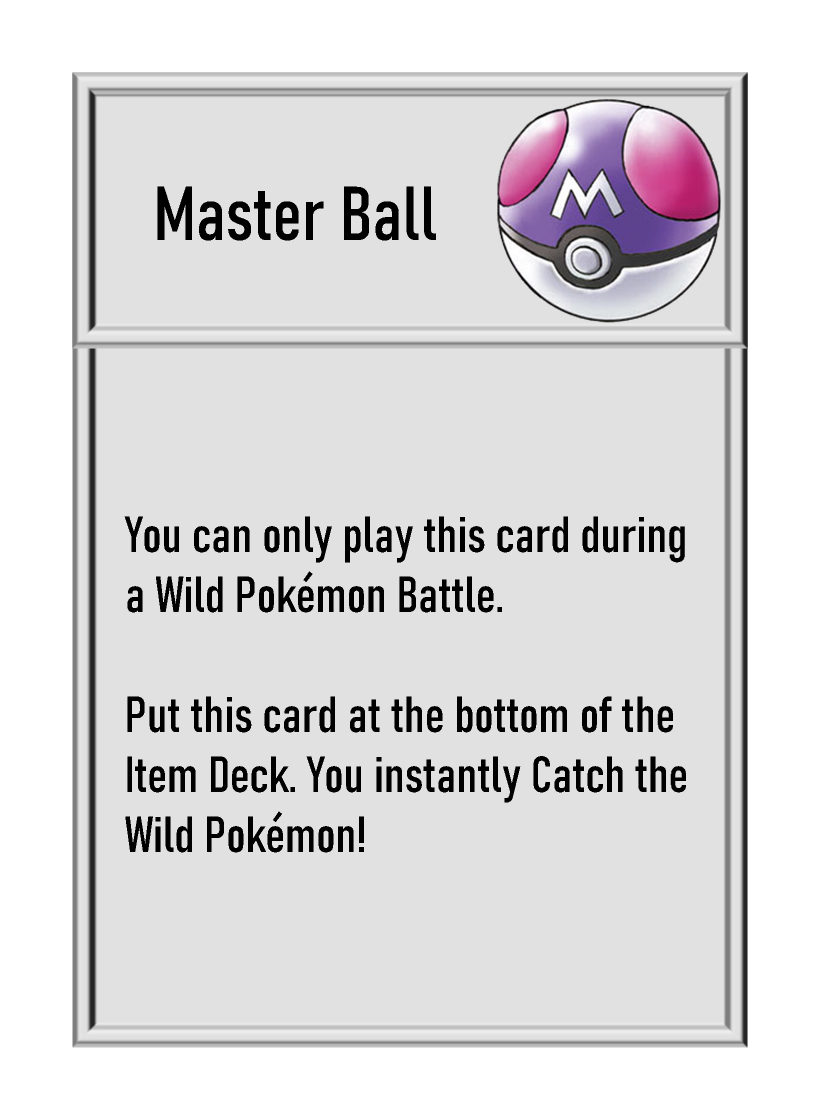 Master Ball
M
You can only play this card during
a Wild Pokémon Battle.
Put this card at the bottom of the
Item Deck. You instantly Catch the
Wild Pokémon!